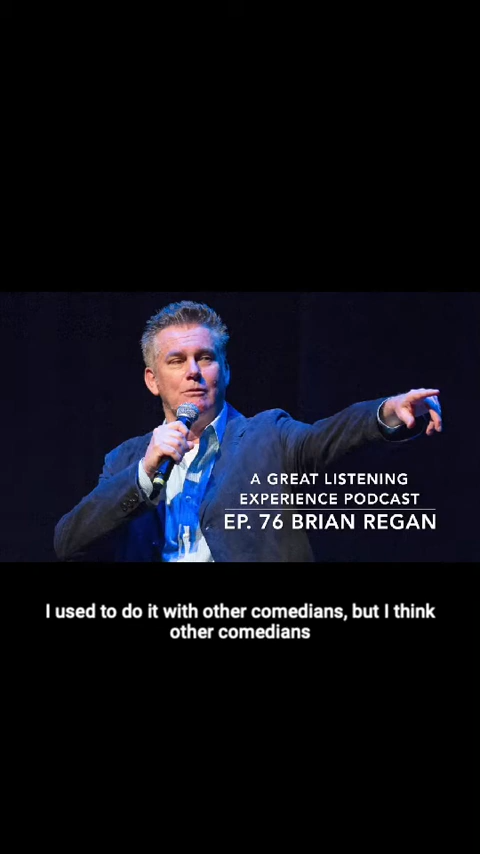 A GREAT LISTENING
EXPERIENCE PODCAST
EP. 76 BRIAN REGAN
I used to do it with other comedians, but I think
other comedians